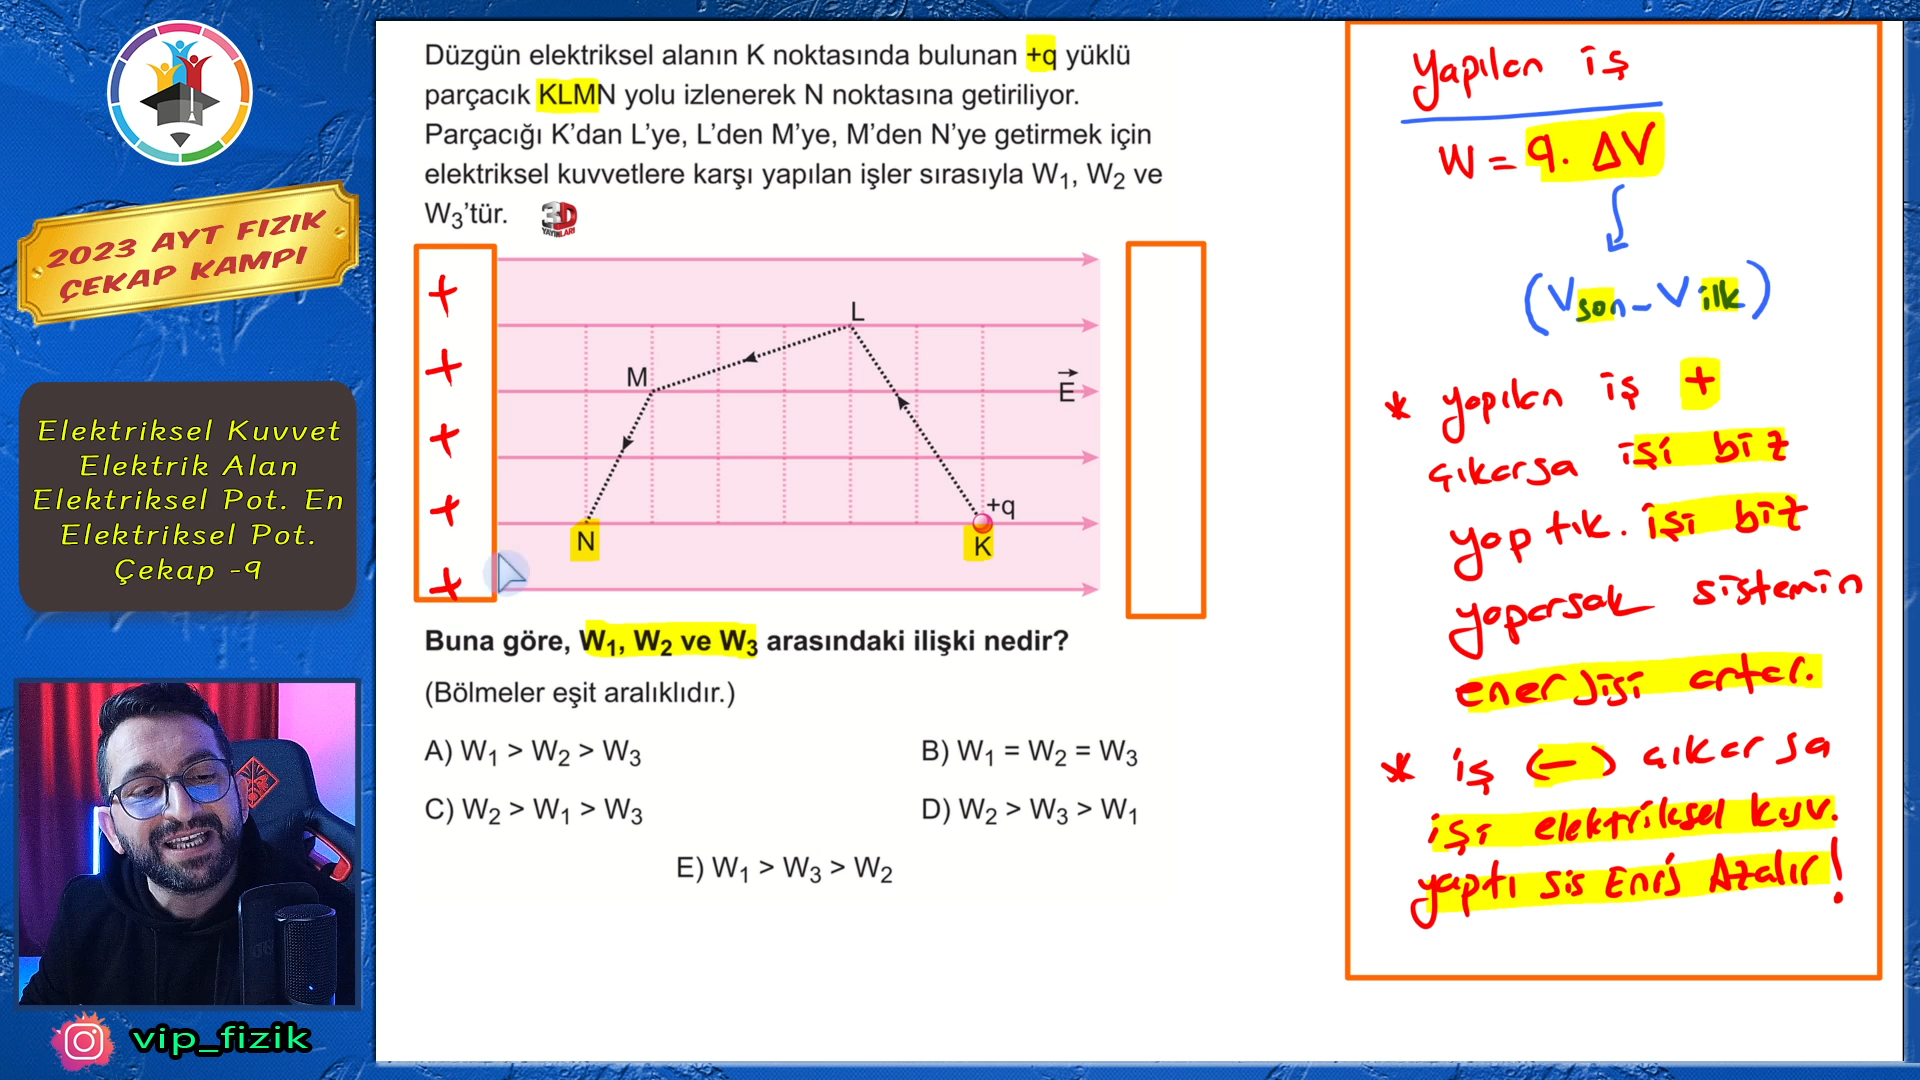 2023 AYT FIZIK
ÇEKAP KAMPI
Elektriksel Kuvvet
Elektrik Alan
Elektriksel Pot. En
Elektriksel Pot.
Çekap -9
vip_fizik
Düzgün elektriksel alanın K noktasında bulunan +q yüklü
parçacık KLMN yolu izlenerek N noktasına getiriliyor.
Parçacığı K’dan L’ye, L’den M’ye, M’den N’ye getirmek için
elektriksel kuvvetlere karşı yapılan işler sırasıyla W₁, W₂ ve
W₃’tür.
3D
YAYINLARI
+
+
+
+
+
L
M
E
+q
N
K
Buna göre, W₁, W₂ ve W₃ arasındaki ilişki nedir?
(Bölmeler eşit aralıklıdır.)
A) W₁ > W₂ > W₃
B) W₁ = W₂ = W₃
C) W₂ > W₁ > W₃
D) W₂ > W₃ > W₁
E) W₁ > W₃ > W₂
Yapılan iş
W = q. ΔV
(Vson - Vilk)
* yapılan iş +
çıkarsa işi biz
yaptık. işi biz
yaparsak sistemin
enerjisi artar.
* iş (-) çıkarsa
işi elektriksel kuv.
yaptı sis Enrj Azalır!